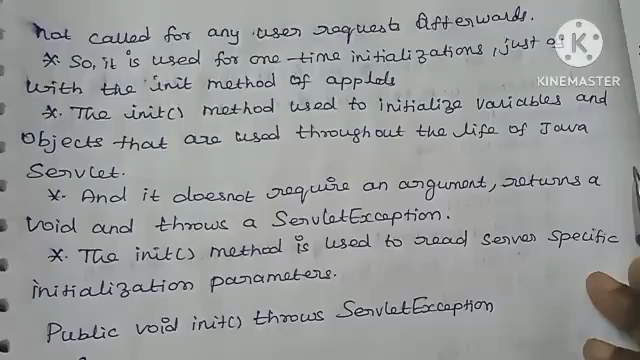 not called for any user requests afterwards.
* So, it is used for one-time initializations, just as
with the init method of applets
* The init() method used to initialize variables and
objects that are used throughout the life of Java
Servlet.
* And it doesnot require an argument, returns a
void and throws a ServletException.
* The init() method is used to read server specific
initialization parameters.
Public void init() throws ServletException
KINEMASTER